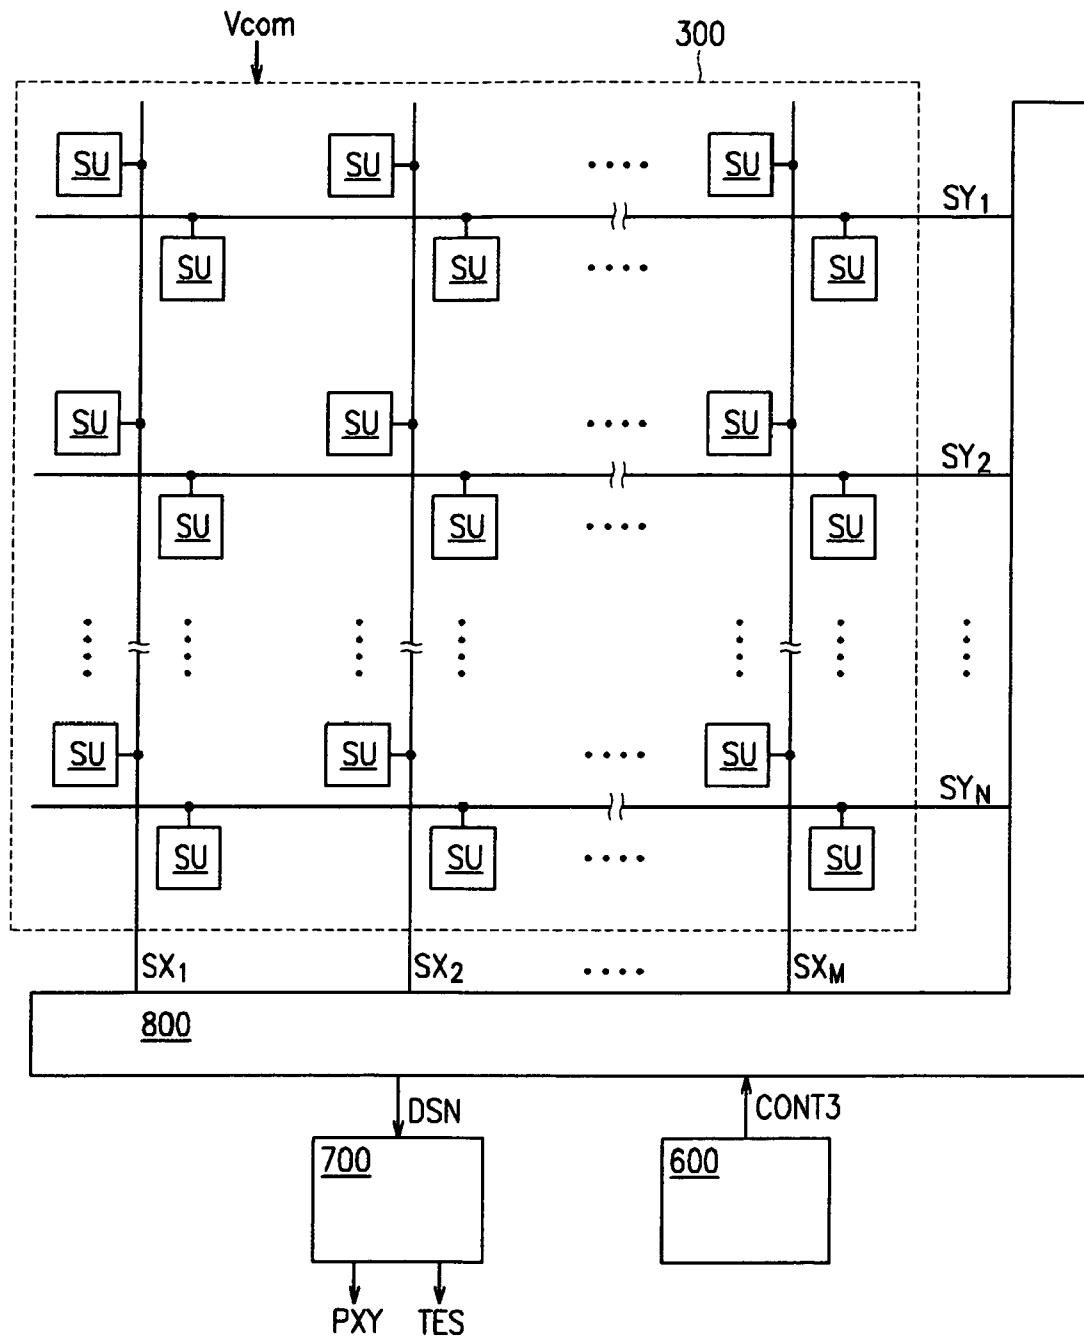 Vcom
300
SU SU SU
SY1
SU SU SU
SU SU SU
SY2
SU SU SU
SU SU SU
SYN
SU SU SU
SX1 SX2 SXM
800
DSN CONT3
700 600
PXY TES